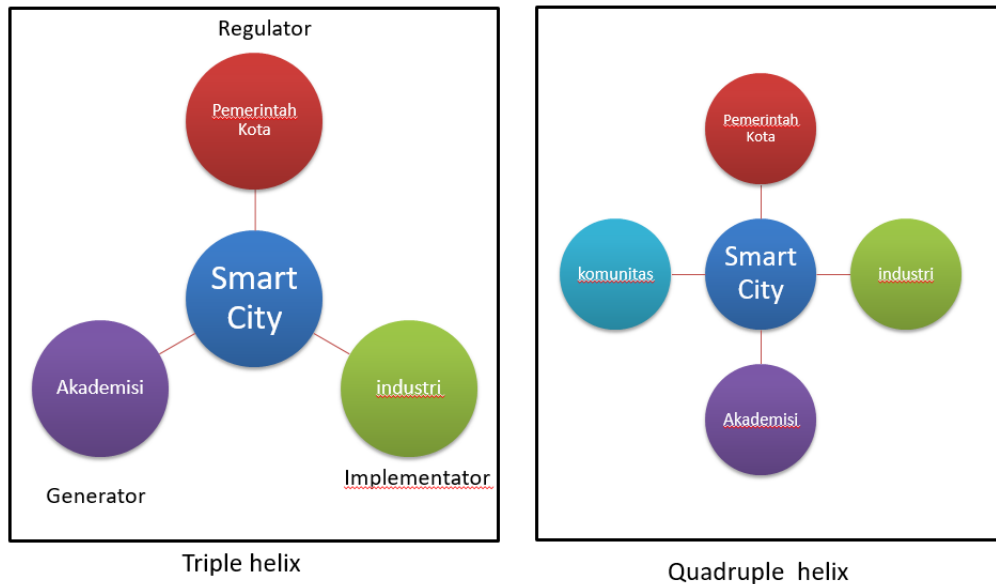 Regulator
Pemerintah
Kota
Smart
City
Akademisi
industri
Generator
Implementator
Triple helix
Pemerintah
Kota
komunitas
Smart
City
industri
Akademisi
Quadruple helix